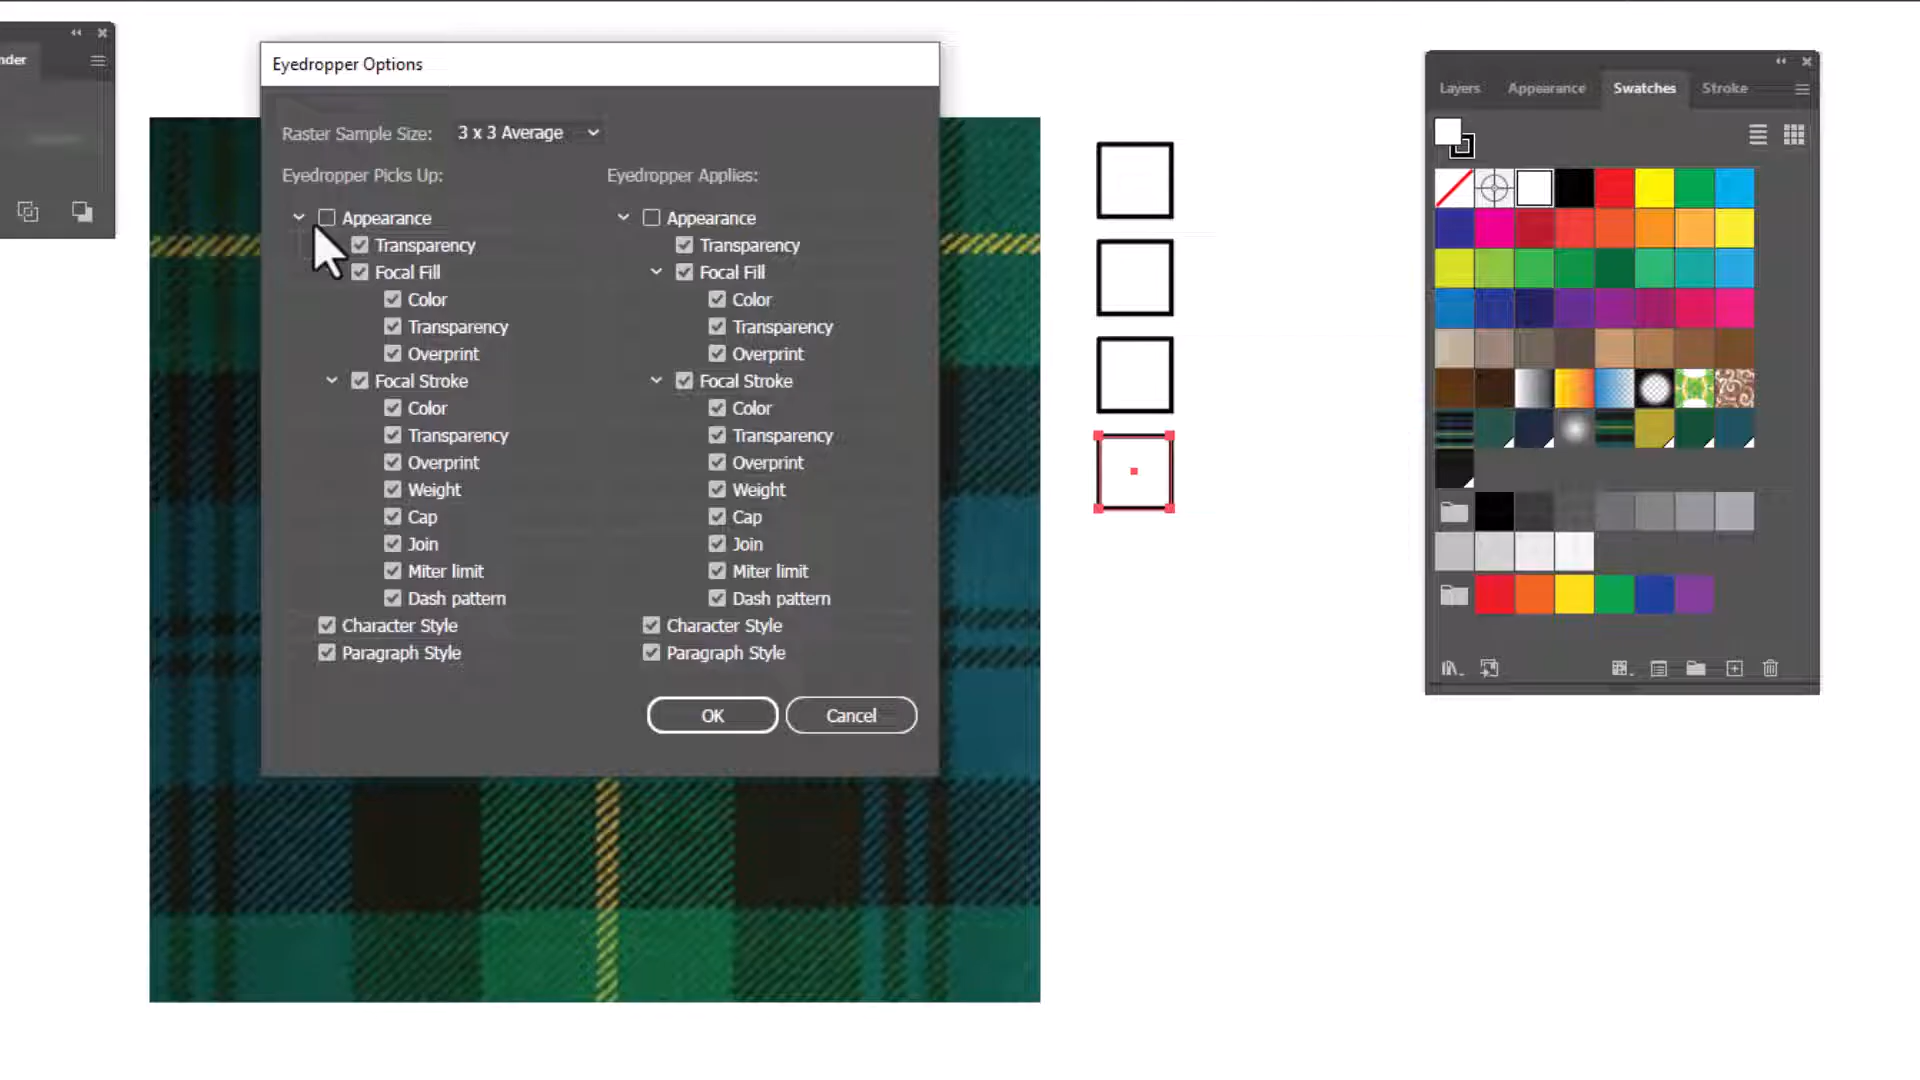 nder
Eyedropper Options
Raster Sample Size: 3 x 3 Average
Eyedropper Picks Up:
Appearance
Transparency
Focal Fill
Color
Transparency
Overprint
Focal Stroke
Color
Transparency
Overprint
Weight
Cap
Join
Miter limit
Dash pattern
Character Style
Paragraph Style
Eyedropper Applies:
Appearance
Transparency
Focal Fill
Color
Transparency
Overprint
Focal Stroke
Color
Transparency
Overprint
Weight
Cap
Join
Miter limit
Dash pattern
Character Style
Paragraph Style
OK Cancel
Layers Appearance Swatches Stroke